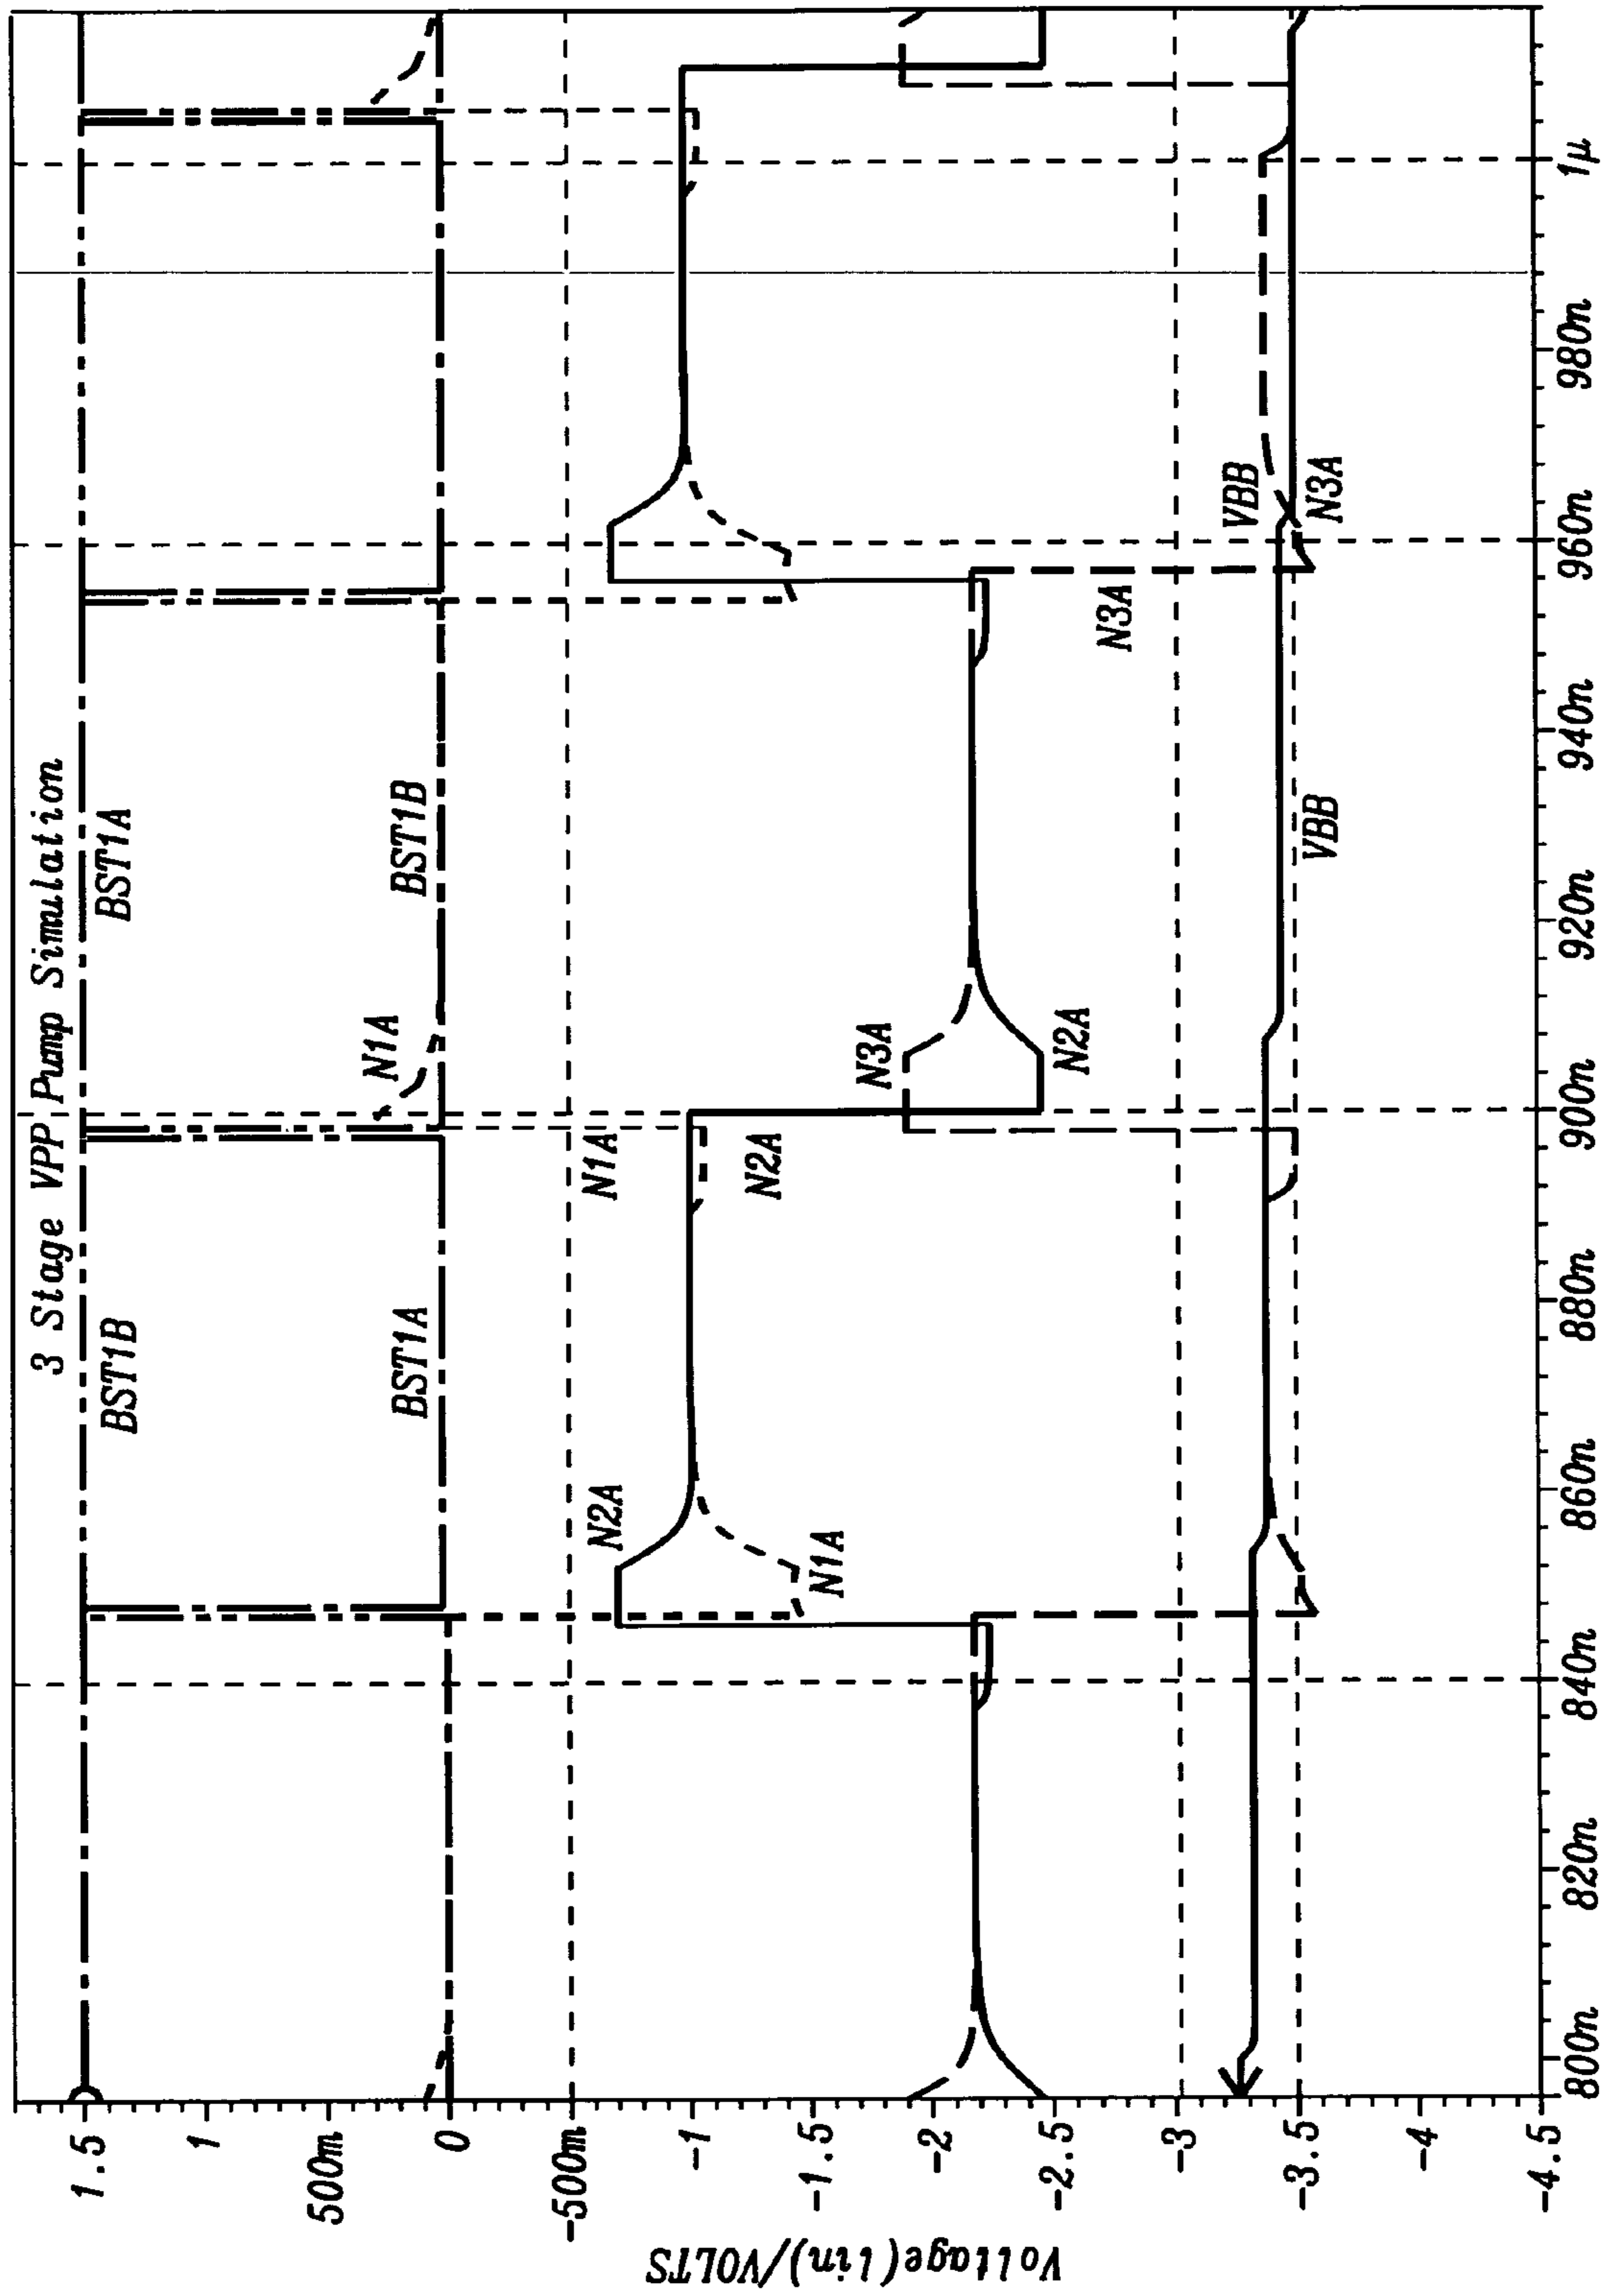 3 Stage VPP Pump Simulation
BST1B
BST1A
BST1A
N1A
BST1B
N2A
N1A
N1A
N2A
N3A
N2A
N3A
VBB
N3A
VBB
Voltage(lin)/VOLTS
1.5
1
500m
0
-500m
-1
-1.5
-2
-2.5
-3
-3.5
-4
-4.5
800n
820n
840n
860n
880n
900n
920n
940n
960n
980n
1μ